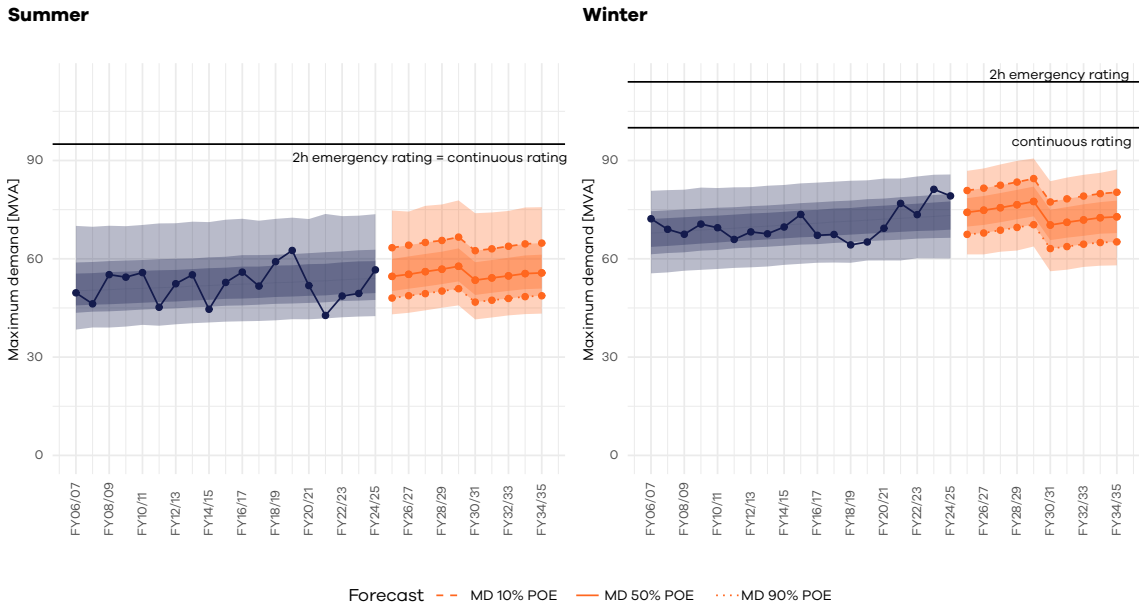 Summer
Winter
2h emergency rating
continuous rating
2h emergency rating = continuous rating
Maximum demand [MVA]
90
60
30
0
FY06/07
FY08/09
FY10/11
FY12/13
FY14/15
FY16/17
FY18/19
FY20/21
FY22/23
FY24/25
FY26/27
FY28/29
FY30/31
FY32/33
FY34/35
Maximum demand [MVA]
90
60
30
0
FY06/07
FY08/09
FY10/11
FY12/13
FY14/15
FY16/17
FY18/19
FY20/21
FY22/23
FY24/25
FY26/27
FY28/29
FY30/31
FY32/33
FY34/35
Forecast MD 10% POE MD 50% POE MD 90% POE